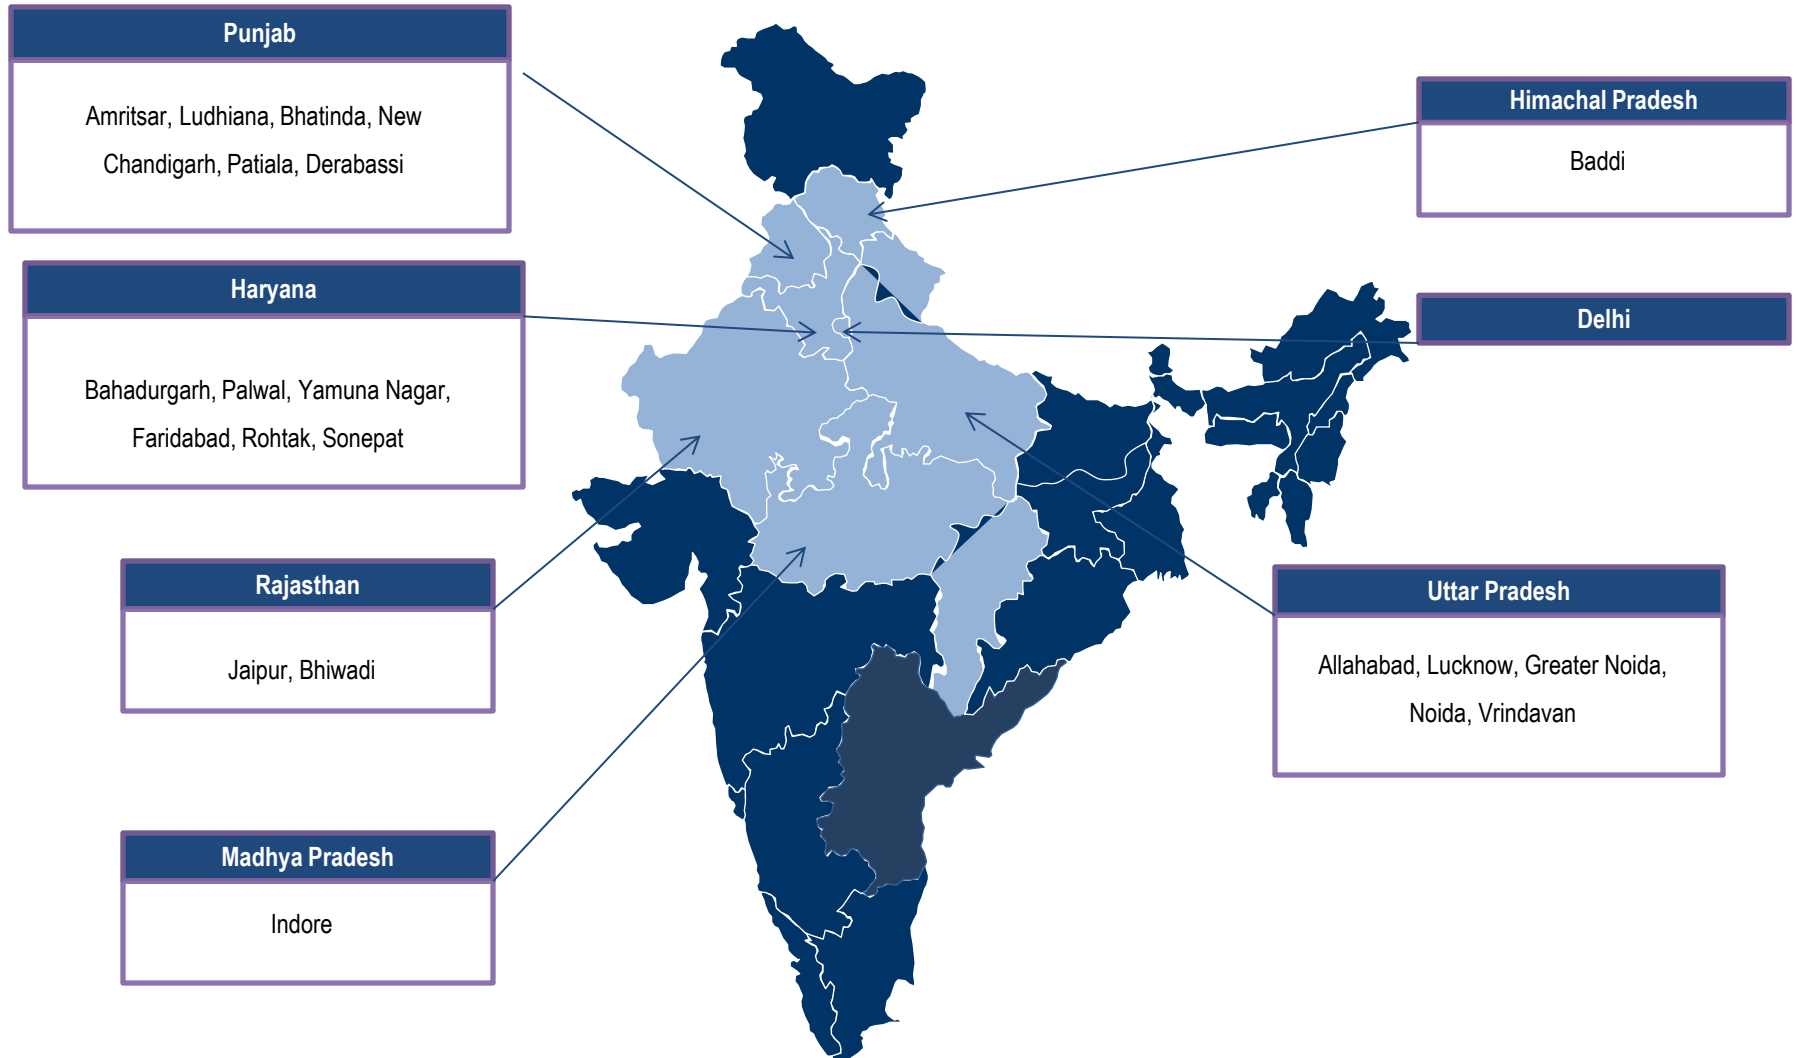 Punjab
Amritsar, Ludhiana, Bhatinda, New
Chandigarh, Patiala, Derabassi
Himachal Pradesh
Baddi
Haryana
Bahadurgarh, Palwal, Yamuna Nagar,
Faridabad, Rohtak, Sonepat
Delhi
Rajasthan
Jaipur, Bhiwadi
Uttar Pradesh
Allahabad, Lucknow, Greater Noida,
Noida, Vrindavan
Madhya Pradesh
Indore